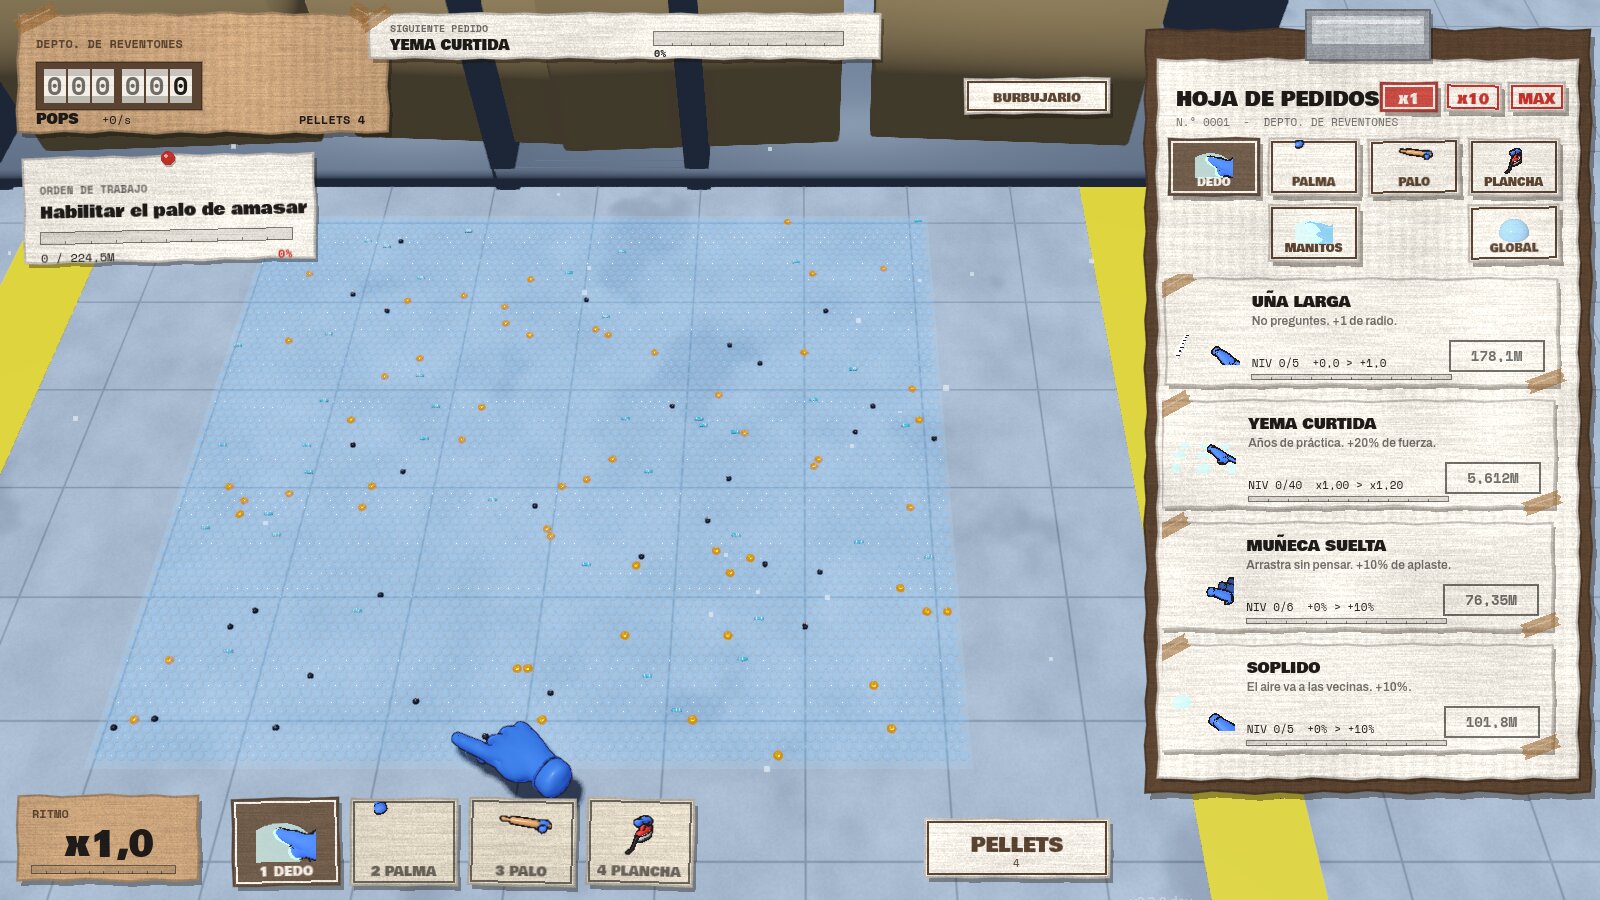 DEPTO. DE REVENTONES
000 000
POPS +0/s PELLETS 4
SIGUIENTE PEDIDO
YEMA CURTIDA
0%
BURBUJARIO
ORDEN DE TRABAJO
Habilitar el palo de amasar
0 / 224.5M 0%
HOJA DE PEDIDOS x1 x10 MAX
N.° 0001 - DEPTO. DE REVENTONES
DEDO PALMA PALO PLANCHA
MANITOS GLOBAL
UÑA LARGA
No preguntes. +1 de radio.
NIV 0/5 +0,0 > +1,0 178,1M
YEMA CURTIDA
Años de práctica. +20% de fuerza.
NIV 0/40 x1,00 > x1,20 5,612M
MUÑECA SUELTA
Arrastra sin pensar. +10% de aplaste.
NIV 0/6 +0% > +10% 76,35M
SOPLIDO
El aire va a las vecinas. +10%.
NIV 0/5 +0% > +10% 101,8M
RITMO
x1,0
1 DEDO 2 PALMA 3 PALO 4 PLANCHA
PELLETS
4